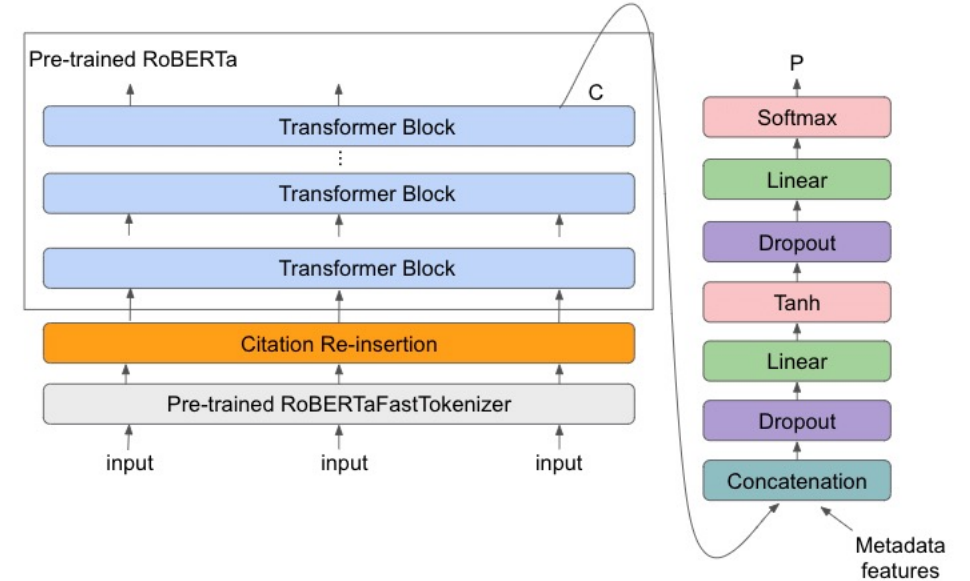 Pre-trained RoBERTa
C
Transformer Block
⋮
Transformer Block
Transformer Block
Citation Re-insertion
Pre-trained RoBERTaFastTokenizer
input input input
P
Softmax
Linear
Dropout
Tanh
Linear
Dropout
Concatenation
Metadata
features